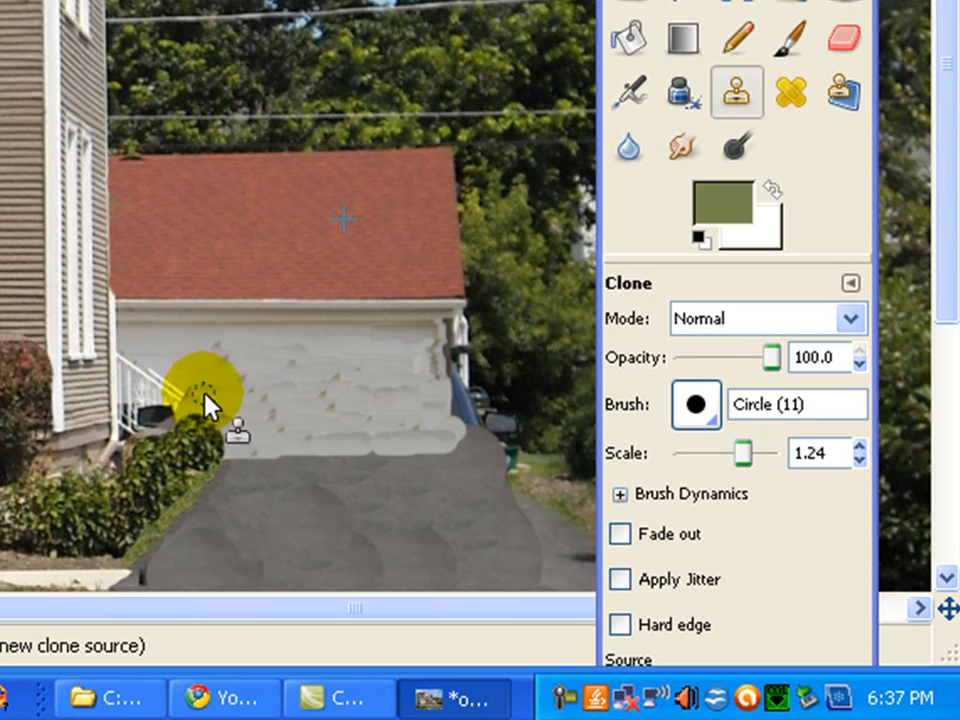 Clone
Mode: Normal
Opacity: 100.0
Brush: Circle (11)
Scale: 1.24
Brush Dynamics
Fade out
Apply Jitter
Hard edge
Source
new clone source)
C:... Yo... C... *o... 6:37 PM